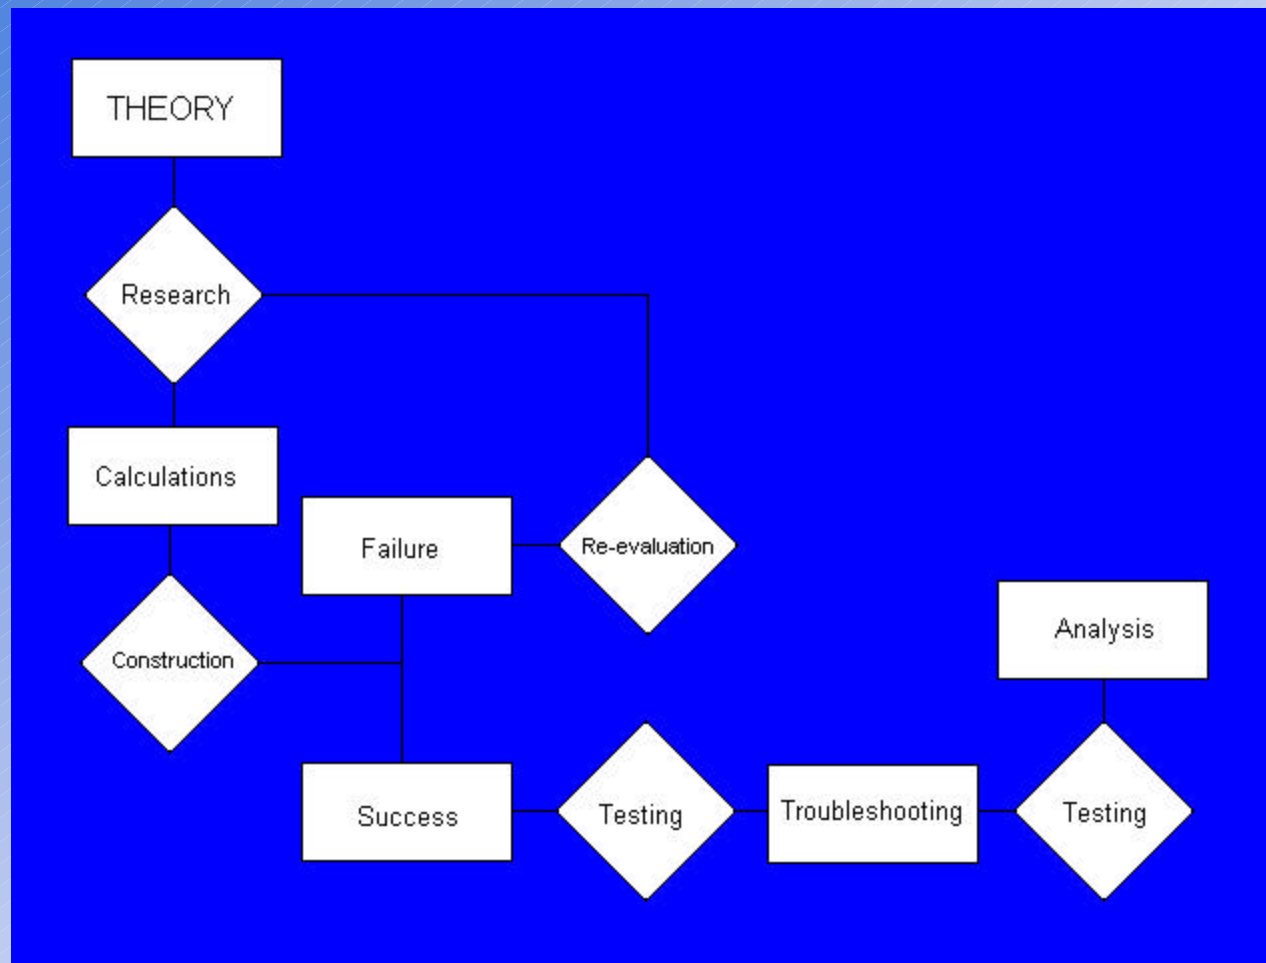 THEORY
Research
Calculations
Failure
Re-evaluation
Construction
Analysis
Success
Testing
Troubleshooting
Testing